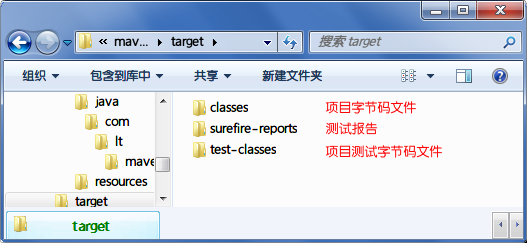 « mav... ▸ target ▸
搜索 target
组织 包含到库中 共享 新建文件夹
java
com
lt
mave
resources
target
classes 项目字节码文件
surefire-reports 测试报告
test-classes 项目测试字节码文件
target